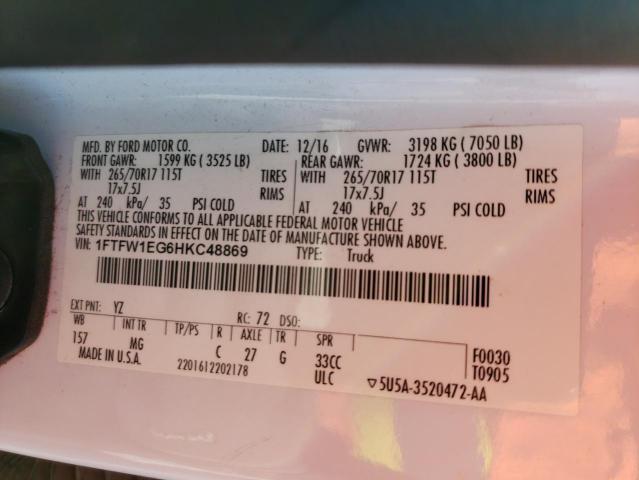 MFD. BY FORD MOTOR CO. DATE: 12/16 GVWR: 3198 KG ( 7050 LB)
FRONT GAWR: 1599 KG ( 3525 LB) REAR GAWR: 1724 KG ( 3800 LB)
WITH 265/70R17 115T TIRES WITH 265/70R17 115T TIRES
17x7.5J RIMS 17x7.5J RIMS
AT 240 kPa/ 35 PSI COLD AT 240 kPa/ 35 PSI COLD
THIS VEHICLE CONFORMS TO ALL APPLICABLE FEDERAL MOTOR VEHICLE
SAFETY STANDARDS IN EFFECT ON THE DATE OF MANUFACTURE SHOWN ABOVE.
VIN: 1FTFW1EG6HKC48869 TYPE: Truck
EXT PNT: YZ RC: 72 DSO:
WB INT TR TP/PS R AXLE TR SPR F0030
157 MG C 27 G 33CC T0905
MADE IN U.S.A. 2201612202178 ULC ▽5U5A-3520472-AA